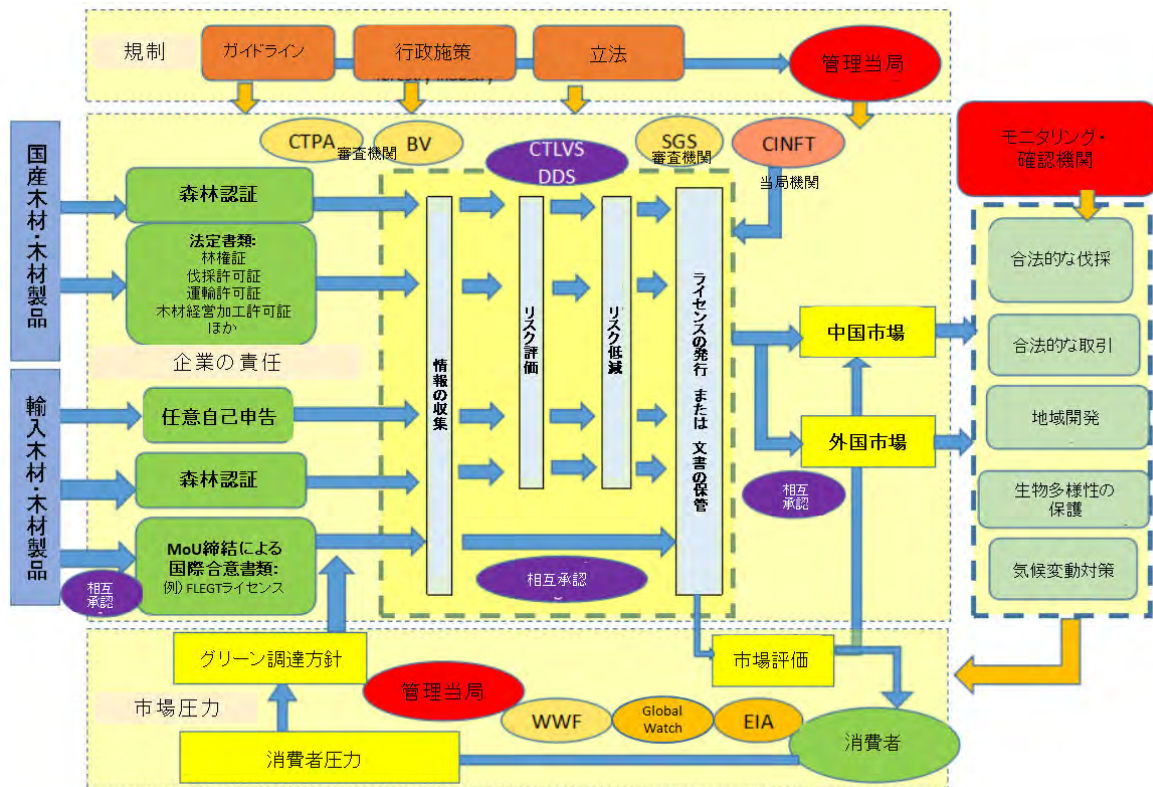 規制
ガイドライン
行政施策
立法
管理当局
forestry industry
国産木材・木材製品
輸入木材・木材製品
CTPA
審査機関
BV
CTLVS
DDS
SGS
審査機関
CINFT
当局機関
モニタリング・
確認機関
森林認証
法定書類:
林権証
伐採許可証
運輸許可証
木材経営加工許可証
ほか
企業の責任
任意自己申告
森林認証
MoU締結による
国際合意書類:
(例) FLEGTライセンス
相互
承認
情報の収集
リスク評価
リスク低減
ライセンスの発行 または 文書の保管
相互承認
中国市場
外国市場
相互
承認
合法的な伐採
合法的な取引
地域開発
生物多様性の
保護
気候変動対策
グリーン調達方針
市場評価
市場圧力
管理当局
WWF
Global
Watch
EIA
消費者
消費者圧力